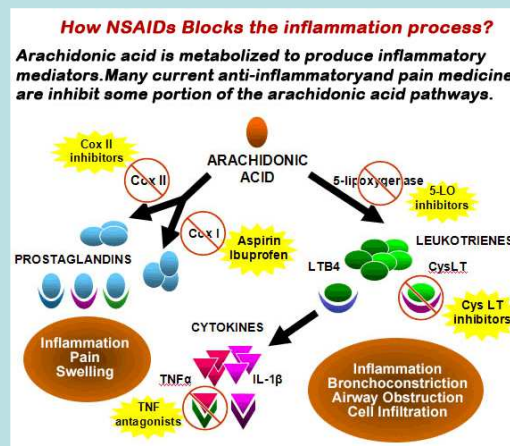 How NSAIDs Blocks the inflammation process?
Arachidonic acid is metabolized to produce inflammatory
mediators.Many current anti-inflammatoryand pain medicine
are inhibit some portion of the arachidonic acid pathways.
Cox II
inhibitors
Cox II
ARACHIDONIC
ACID
5-lipoxygenase
5-LO
inhibitors
Cox I
Aspirin
Ibuprofen
PROSTAGLANDINS
LEUKOTRIENES
LTB4
CysLT
Cys LT
inhibitors
Inflammation
Pain
Swelling
CYTOKINES
TNFα
IL-1β
TNF
antagonists
Inflammation
Bronchoconstriction
Airway Obstruction
Cell Infiltration